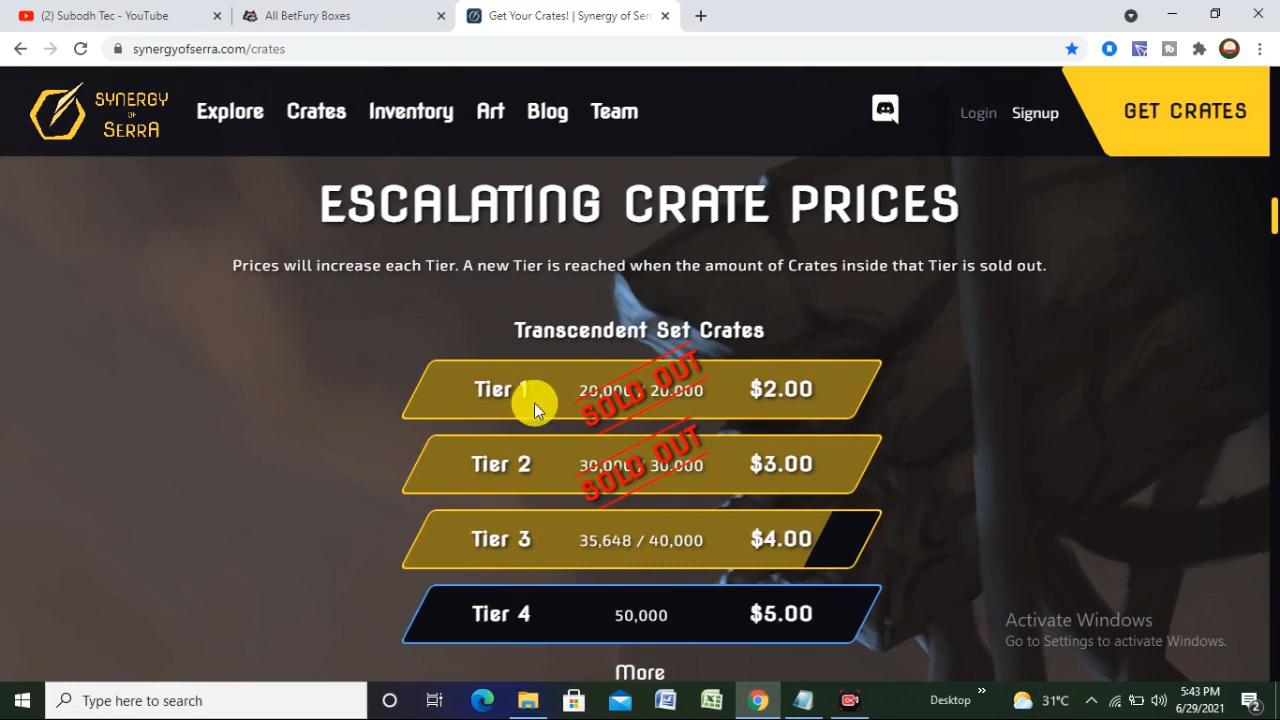 (2) Subodh Tec - YouTube
All BetFury Boxes
Get Your Crates! | Synergy of Serr
synergyofserra.com/crates
SYNERGY
OF
SERRA
Explore
Crates
Inventory
Art
Blog
Team
Login
Signup
GET CRATES
ESCALATING CRATE PRICES
Prices will increase each Tier. A new Tier is reached when the amount of Crates inside that Tier is sold out.
Transcendent Set Crates
Tier 1 20,000 / 20,000 $2.00
SOLD OUT
Tier 2 30,000 / 30,000 $3.00
SOLD OUT
Tier 3 35,648 / 40,000 $4.00
Tier 4 50,000 $5.00
More
Activate Windows
Go to Settings to activate Windows.
Type here to search
Desktop
31°C
5:43 PM
6/29/2021
2